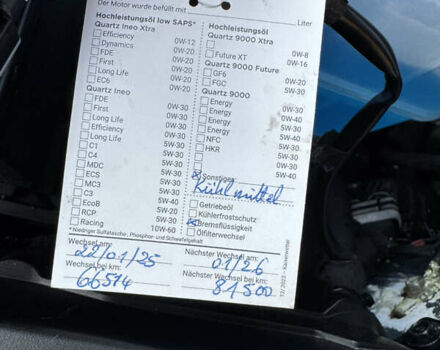 Der Motor wurde befüllt mit Liter
Hochleistungsöl low SAPS*
Quartz Ineo Xtra
Efficiency 0W-12
Dynamics 0W-20
FDE 0W-20
First 0W-20
Long Life 0W-20
EC6 0W-20
Quartz Ineo
FDE 0W-30
First 0W-30
Long Life 0W-30
Efficiency 0W-30
Long Life 5W-30
C1 5W-30
C4 5W-30
MDC 5W-30
ECS 5W-30
MC3 5W-30
C3 5W-40
EcoB 5W-20
RCP 5W-30
Racing 10W-60
*Niedriger Sulfatasche-, Phosphor- und Schwefelgehalt
Hochleistungsöl
Quartz 9000 Xtra
0W-8
Future XT 0W-16
Quartz 9000 Future
GF6 0W-20
FGC 5W-30
Quartz 9000
Energy 0W-30
Energy 0W-40
Energy 5W-30
Energy 5W-40
NFC 5W-30
HKR 5W-30
5W-30
5W-40
Sonstiges:
Kühlmittel
Getriebeöl
Kühlerfrostschutz
Bremsflüssigkeit
Ölfilterwechsel
Wechsel am:
22/01/25
Wechsel bei km:
66514
Nächster Wechsel am:
01/26
Nächster Wechsel bei km:
81500